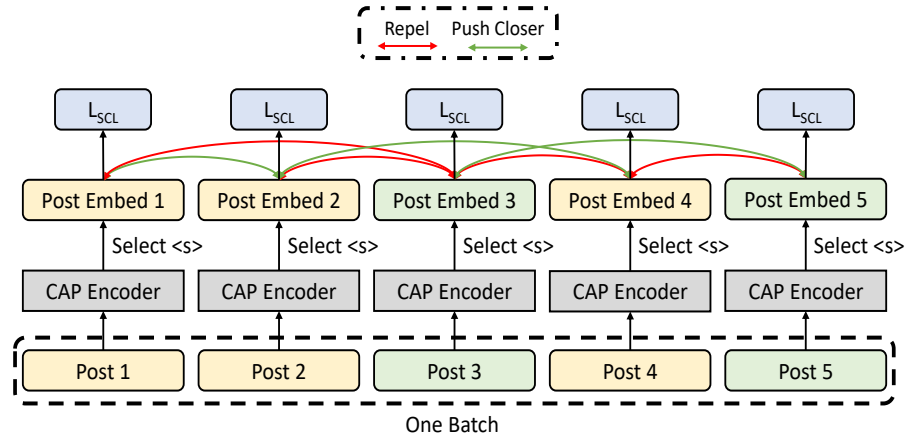 Repel Push Closer
L_SCL L_SCL L_SCL L_SCL L_SCL
Post Embed 1 Post Embed 2 Post Embed 3 Post Embed 4 Post Embed 5
Select <s> Select <s> Select <s> Select <s> Select <s>
CAP Encoder CAP Encoder CAP Encoder CAP Encoder CAP Encoder
Post 1 Post 2 Post 3 Post 4 Post 5
One Batch